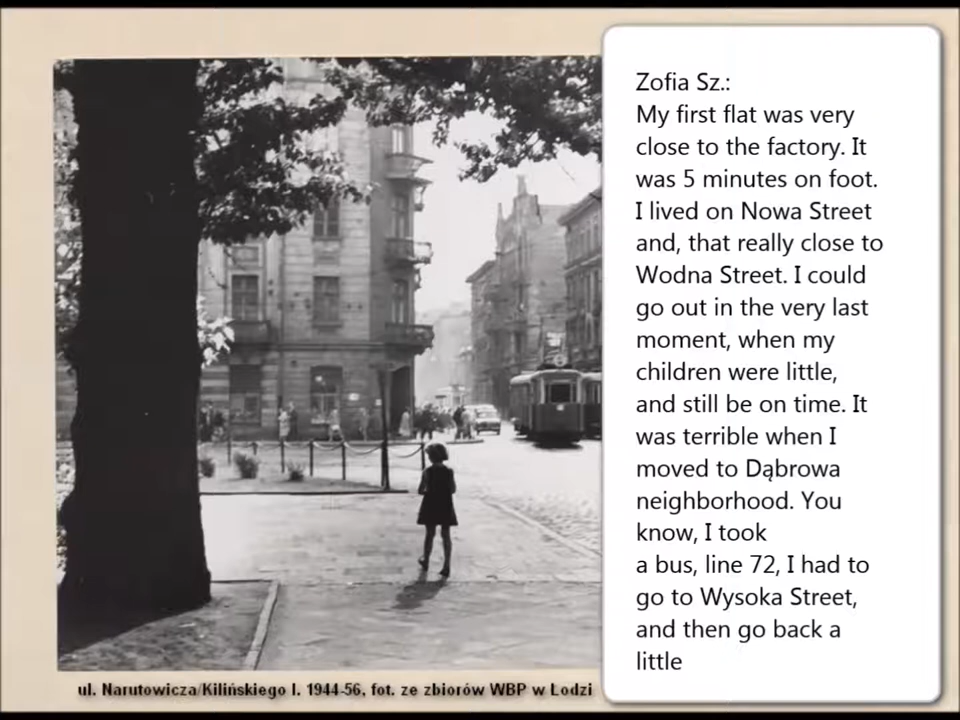 Zofia Sz.:
My first flat was very
close to the factory. It
was 5 minutes on foot.
I lived on Nowa Street
and, that really close to
Wodna Street. I could
go out in the very last
moment, when my
children were little,
and still be on time. It
was terrible when I
moved to Dąbrowa
neighborhood. You
know, I took
a bus, line 72, I had to
go to Wysoka Street,
and then go back a
little
ul. Narutowicza/Kilińskiego l. 1944-56, fot. ze zbiorów WBP w Łodzi